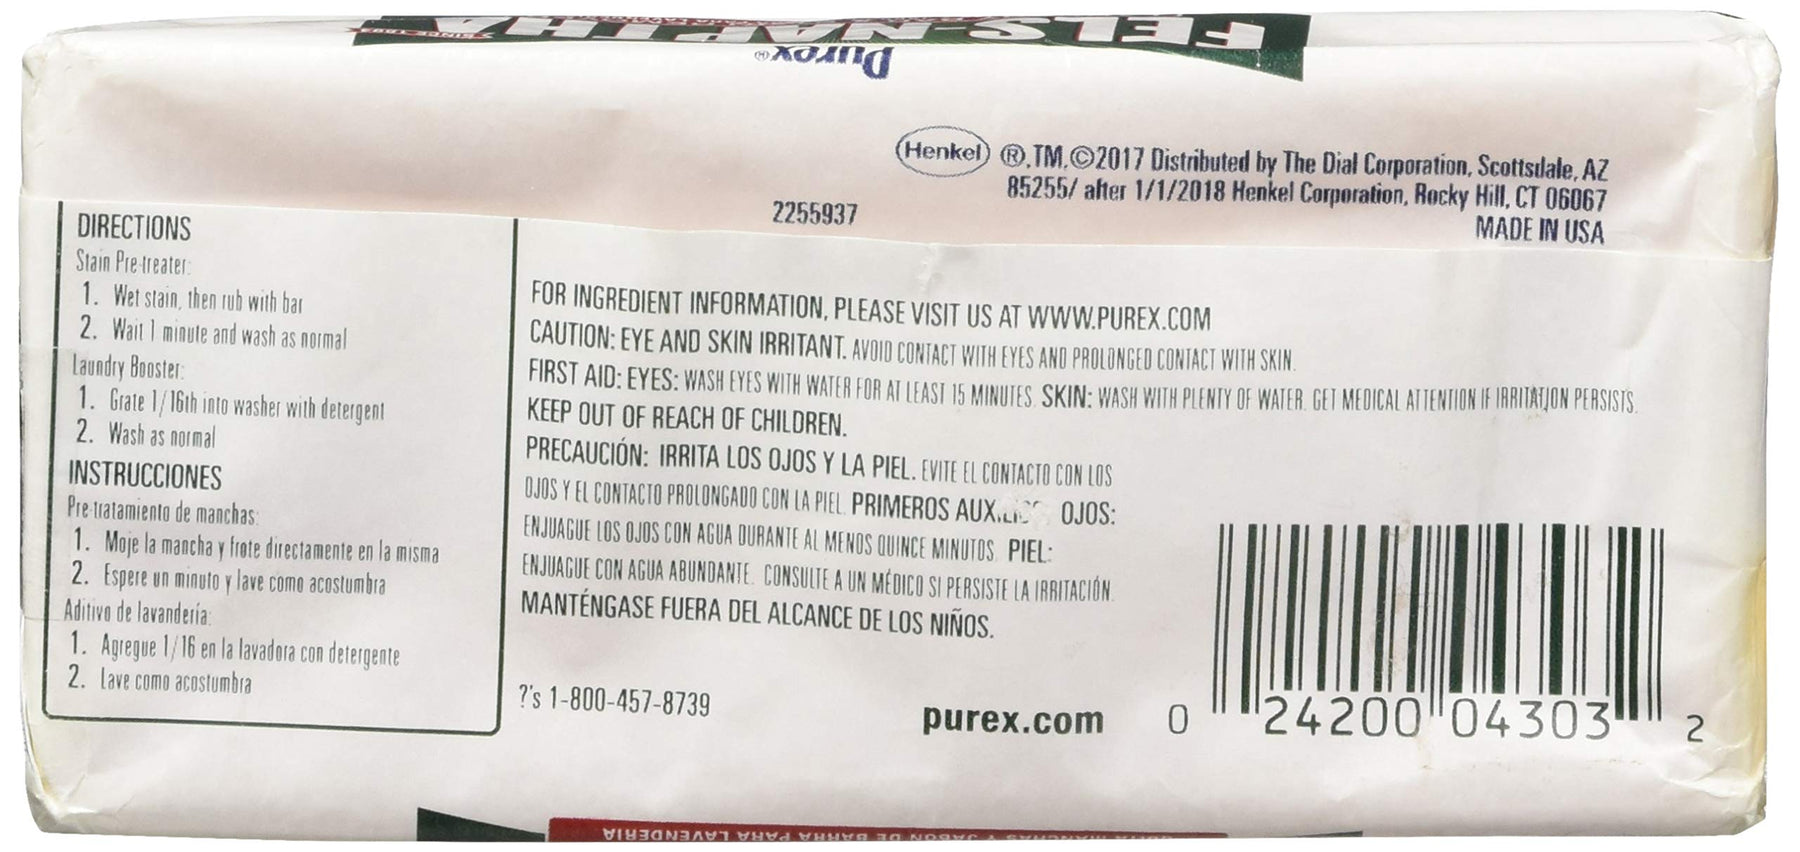 FELS-NAPTHA
Purex®
Henkel ®,TM,©2017 Distributed by The Dial Corporation, Scottsdale, AZ
85255/ after 1/1/2018 Henkel Corporation, Rocky Hill, CT 06067
MADE IN USA
2255937
DIRECTIONS
Stain Pre-treater:
1. Wet stain, then rub with bar
2. Wait 1 minute and wash as normal
Laundry Booster:
1. Grate 1/16th into washer with detergent
2. Wash as normal
INSTRUCCIONES
Pre-tratamiento de manchas:
1. Moje la mancha y frote directamente en la misma
2. Espere un minuto y lave como acostumbra
Aditivo de lavandería:
1. Agregue 1/16 en la lavadora con detergente
2. Lave como acostumbra
FOR INGREDIENT INFORMATION, PLEASE VISIT US AT WWW.PUREX.COM
CAUTION: EYE AND SKIN IRRITANT. AVOID CONTACT WITH EYES AND PROLONGED CONTACT WITH SKIN.
FIRST AID: EYES: WASH EYES WITH WATER FOR AT LEAST 15 MINUTES. SKIN: WASH WITH PLENTY OF WATER. GET MEDICAL ATTENTION IF IRRITATION PERSISTS.
KEEP OUT OF REACH OF CHILDREN.
PRECAUCIÓN: IRRITA LOS OJOS Y LA PIEL. EVITE EL CONTACTO CON LOS
OJOS Y EL CONTACTO PROLONGADO CON LA PIEL. PRIMEROS AUXILIOS OJOS:
ENJUAGUE LOS OJOS CON AGUA DURANTE AL MENOS QUINCE MINUTOS. PIEL:
ENJUAGUE CON AGUA ABUNDANTE. CONSULTE A UN MÉDICO SI PERSISTE LA IRRITACIÓN.
MANTÉNGASE FUERA DEL ALCANCE DE LOS NIÑOS.
?'s 1-800-457-8739
purex.com
0 24200 04303 2
MANCHAS Y JABÓN DE BARRA PARA LAVENDERIA